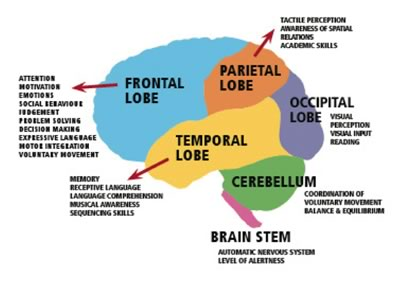 TACTILE PERCEPTION
AWARENESS OF SPATIAL
RELATIONS
ACADEMIC SKILLS
PARIETAL
LOBE
FRONTAL
LOBE
ATTENTION
MOTIVATION
EMOTIONS
SOCIAL BEHAVIOUR
JUDGEMENT
PROBLEM SOLVING
DECISION MAKING
EXPRESSIVE LANGUAGE
MOTOR INTEGRATION
VOLUNTARY MOVEMENT
OCCIPITAL
LOBE
VISUAL
PERCEPTION
VISUAL INPUT
READING
TEMPORAL
LOBE
MEMORY
RECEPTIVE LANGUAGE
LANGUAGE COMPREHENSION
MUSICAL AWARENESS
SEQUENCING SKILLS
CEREBELLUM
COORDINATION OF
VOLUNTARY MOVEMENT
BALANCE & EQUILIBRIUM
BRAIN STEM
AUTOMATIC NERVOUS SYSTEM
LEVEL OF ALERTNESS